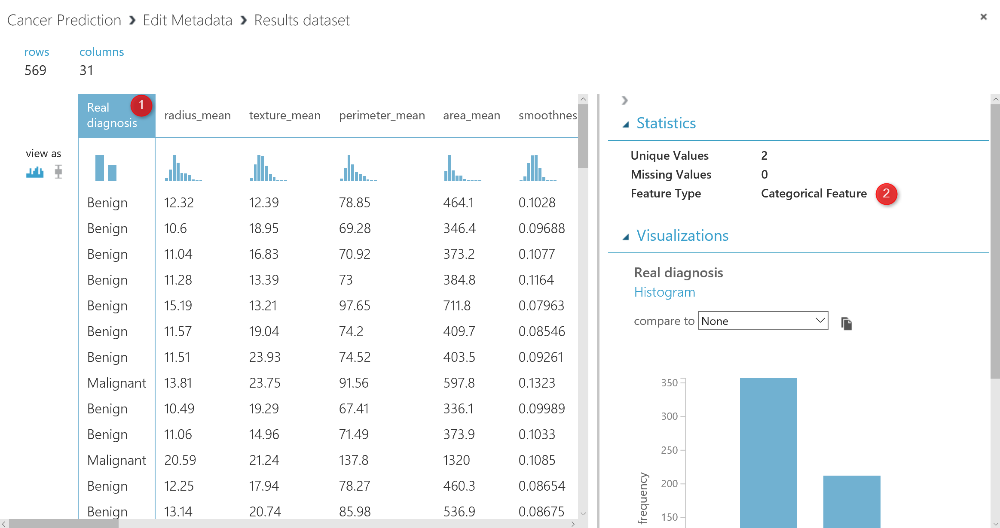 Cancer Prediction › Edit Metadata › Results dataset
rows columns
569 31
Real diagnosis 1 radius_mean texture_mean perimeter_mean area_mean smoothnes
view as
Benign 12.32 12.39 78.85 464.1 0.1028
Benign 10.6 18.95 69.28 346.4 0.09688
Benign 11.04 16.83 70.92 373.2 0.1077
Benign 11.28 13.39 73 384.8 0.1164
Benign 15.19 13.21 97.65 711.8 0.07963
Benign 11.57 19.04 74.2 409.7 0.08546
Benign 11.51 23.93 74.52 403.5 0.09261
Malignant 13.81 23.75 91.56 597.8 0.1323
Benign 10.49 19.29 67.41 336.1 0.09989
Benign 11.06 14.96 71.49 373.9 0.1033
Malignant 20.59 21.24 137.8 1320 0.1085
Benign 12.25 17.94 78.27 460.3 0.08654
Benign 13.14 20.74 85.98 536.9 0.08675
Statistics
Unique Values 2
Missing Values 0
Feature Type Categorical Feature 2
Visualizations
Real diagnosis
Histogram
compare to None
350
300
250
200
150
frequency